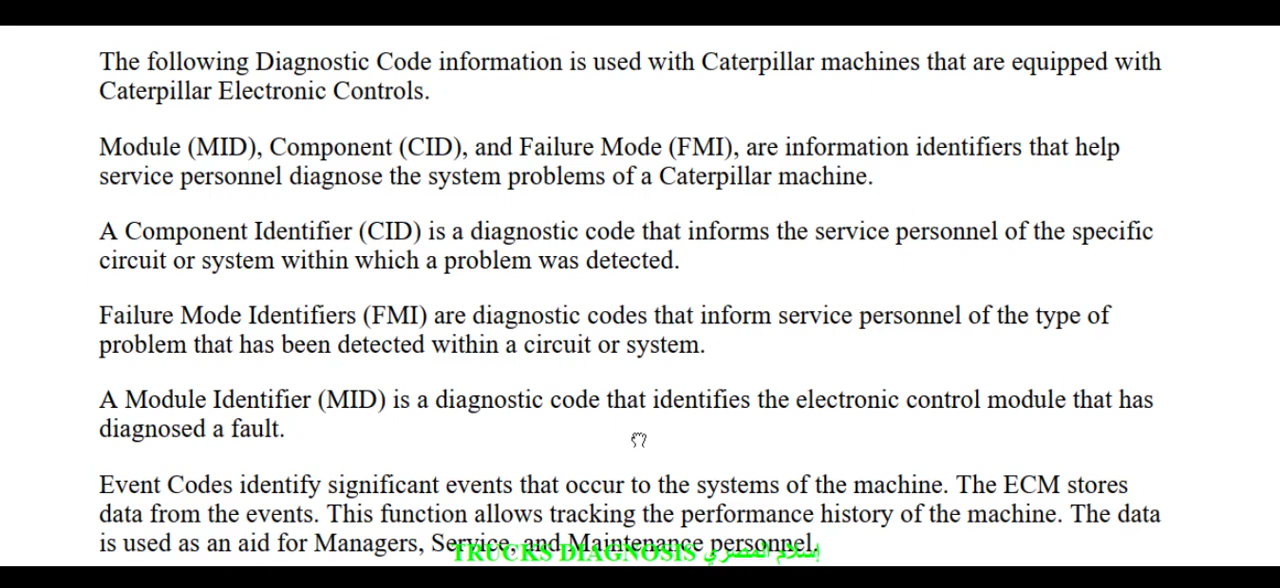 The following Diagnostic Code information is used with Caterpillar machines that are equipped with
Caterpillar Electronic Controls.
Module (MID), Component (CID), and Failure Mode (FMI), are information identifiers that help
service personnel diagnose the system problems of a Caterpillar machine.
A Component Identifier (CID) is a diagnostic code that informs the service personnel of the specific
circuit or system within which a problem was detected.
Failure Mode Identifiers (FMI) are diagnostic codes that inform service personnel of the type of
problem that has been detected within a circuit or system.
A Module Identifier (MID) is a diagnostic code that identifies the electronic control module that has
diagnosed a fault.
Event Codes identify significant events that occur to the systems of the machine. The ECM stores
data from the events. This function allows tracking the performance history of the machine. The data
is used as an aid for Managers, Service, and Maintenance personnel.
TRUCKS DIAGNOSIS إسلام المصري